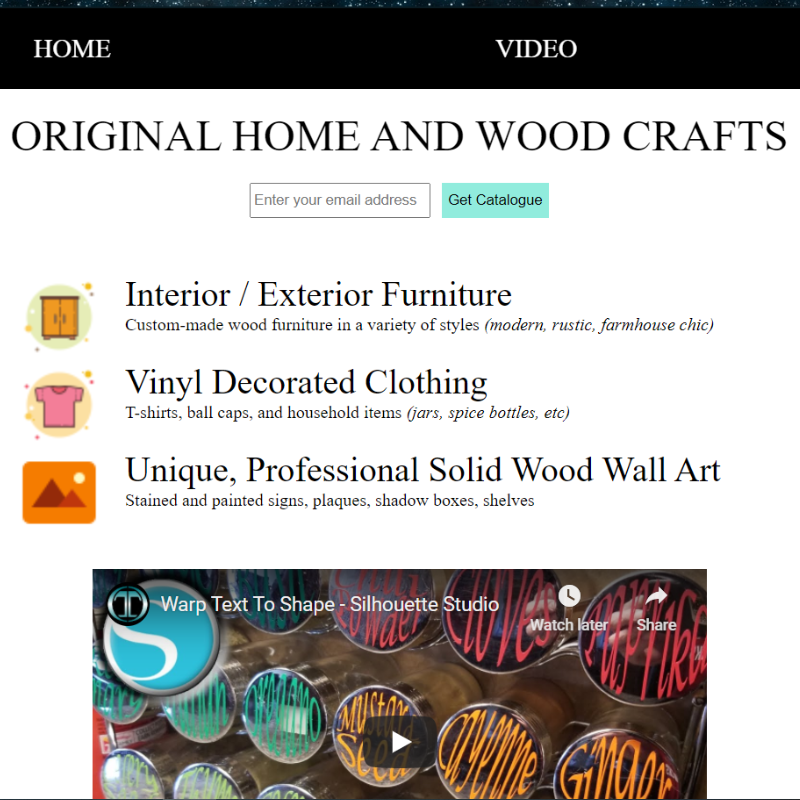 HOME VIDEO
ORIGINAL HOME AND WOOD CRAFTS
Enter your email address Get Catalogue
Interior / Exterior Furniture
Custom-made wood furniture in a variety of styles (modern, rustic, farmhouse chic)
Vinyl Decorated Clothing
T-shirts, ball caps, and household items (jars, spice bottles, etc)
Unique, Professional Solid Wood Wall Art
Stained and painted signs, plaques, shadow boxes, shelves
Warp Text To Shape - Silhouette Studio
Watch later Share
Cloves
Oregano Mustard Seed Cayenne Ginger